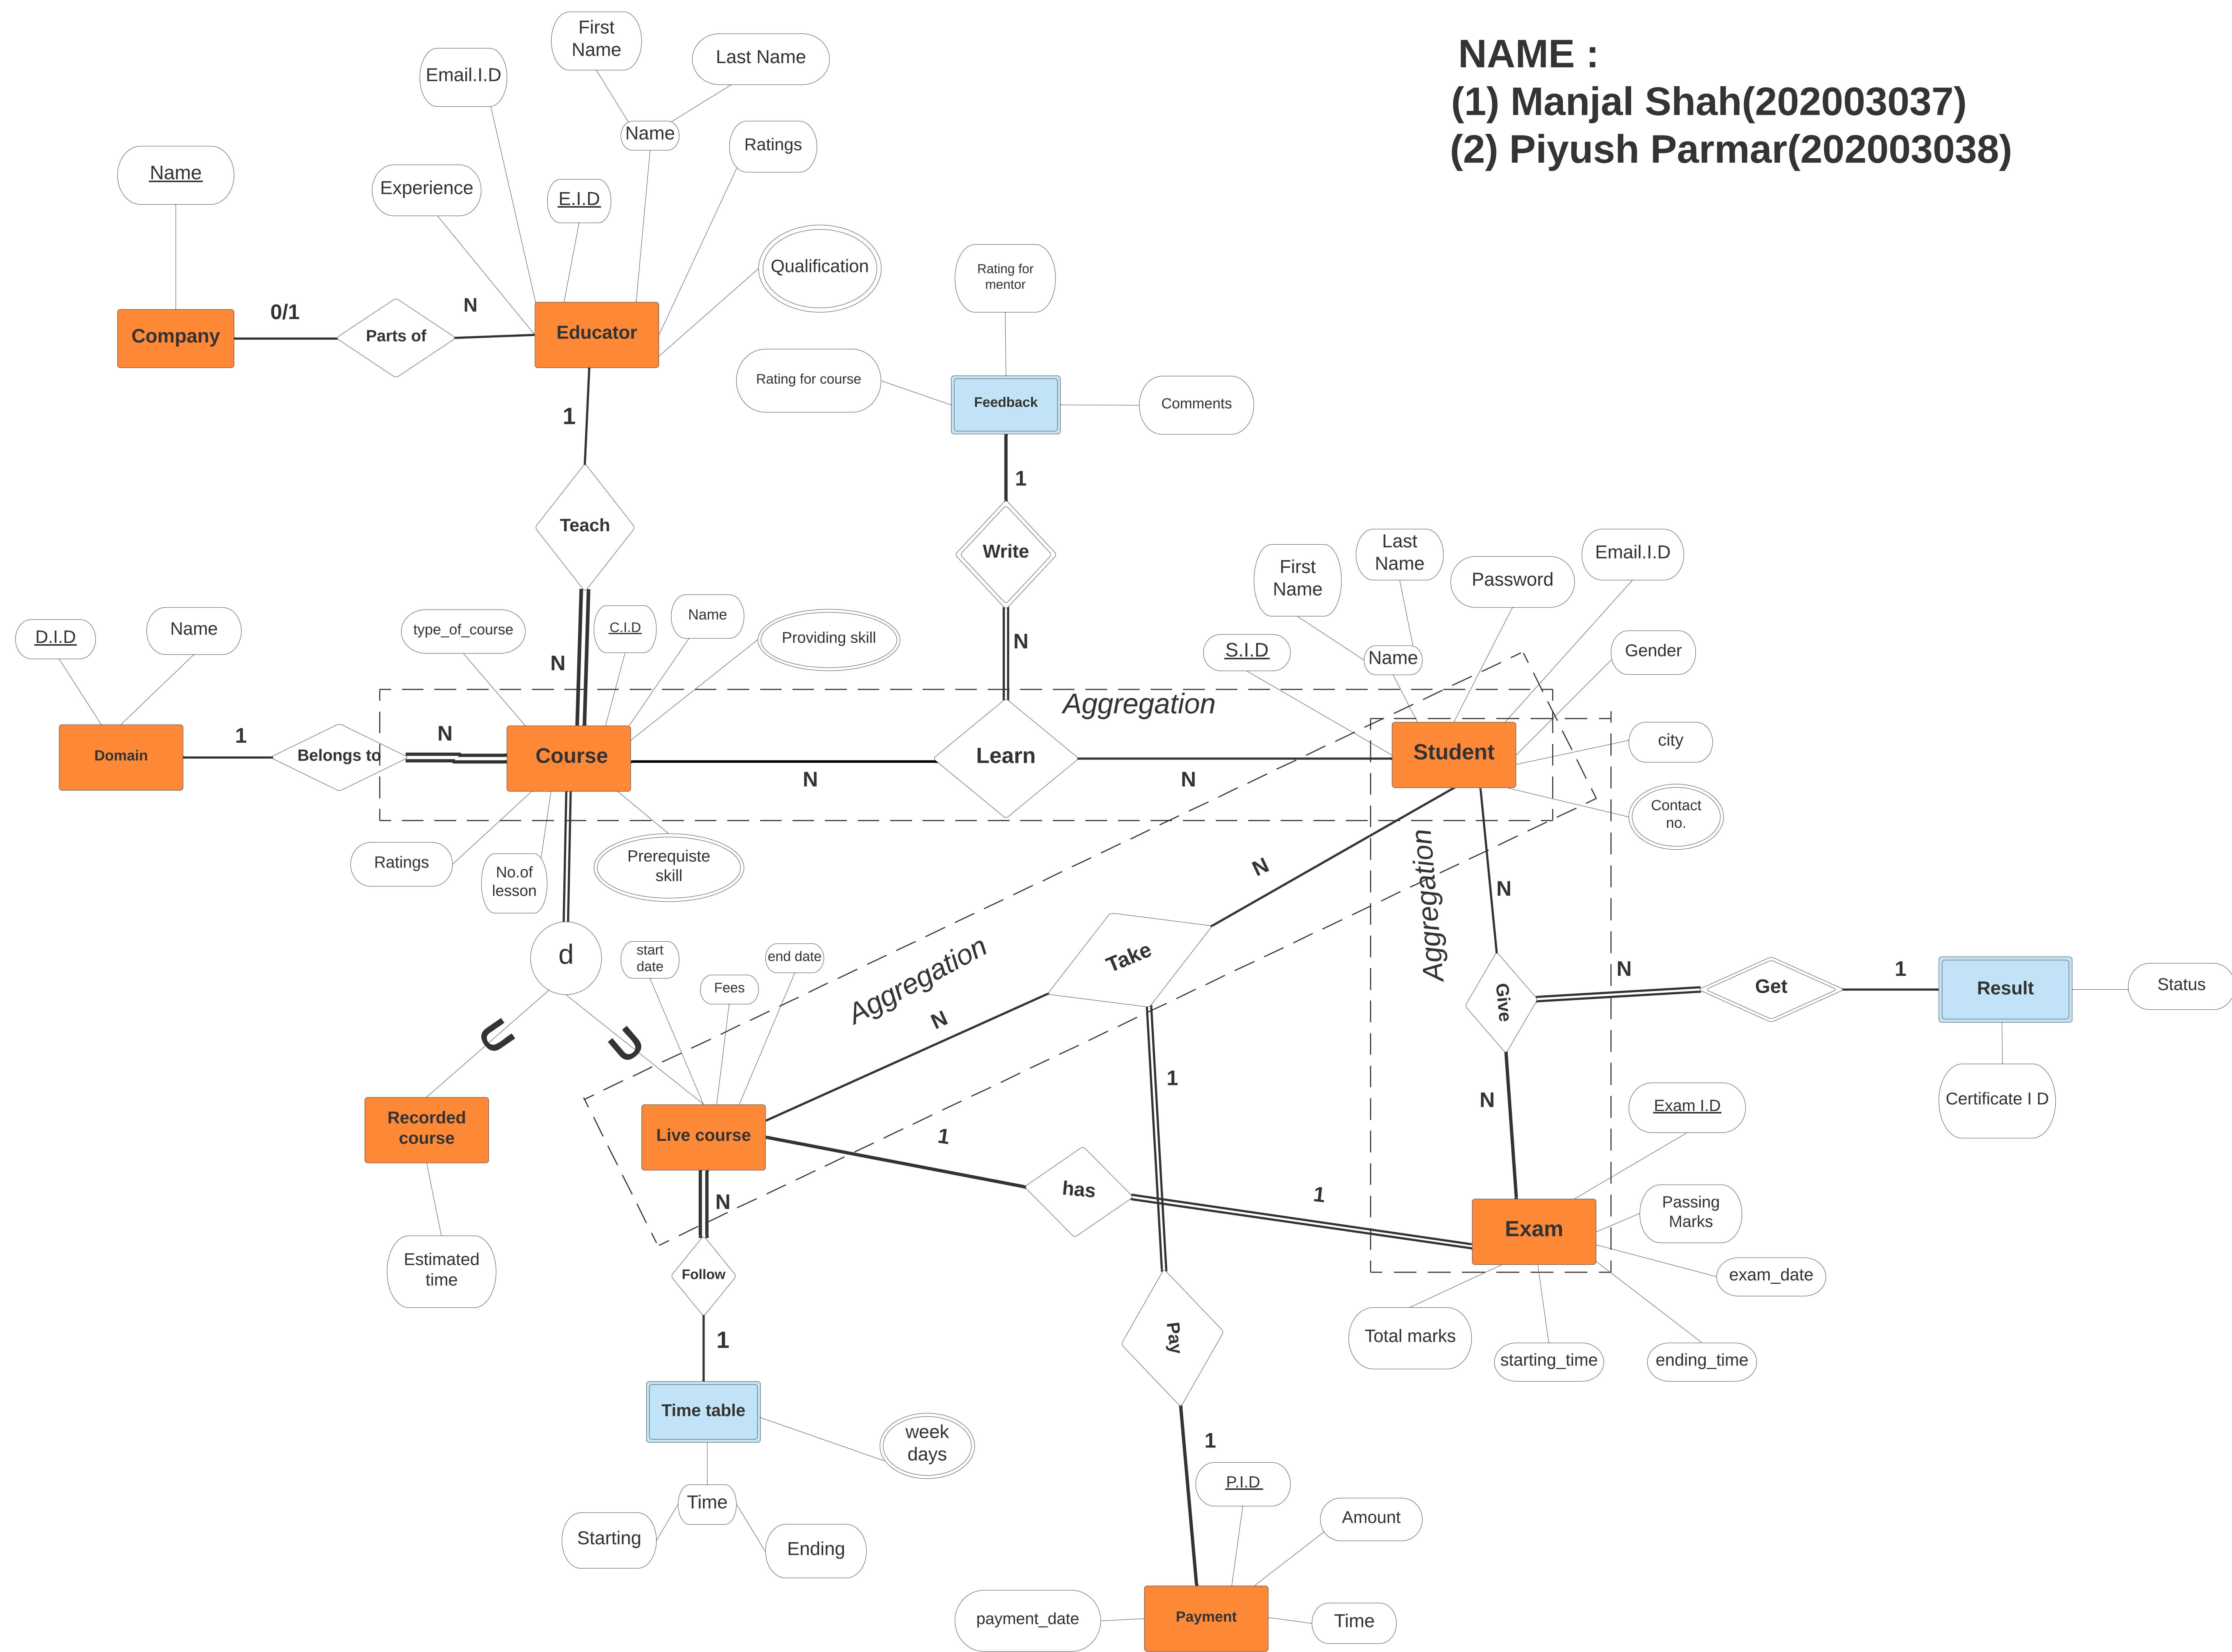 NAME :
(1) Manjal Shah(202003037)
(2) Piyush Parmar(202003038)
First
Name
Last Name
Email.I.D
Name
Ratings
Experience
E.I.D
Qualification
Name
Company
0/1
Parts of
N
Educator
1
Teach
N
Rating for
mentor
Rating for course
Feedback
Comments
1
Write
N
First
Name
Last
Name
Password
Email.I.D
S.I.D
Name
Gender
city
Contact
no.
Student
D.I.D
Name
Domain
1
Belongs to
N
type_of_course
C.I.D
Name
Providing skill
Course
N
Learn
N
Aggregation
Ratings
No.of
lesson
Prerequiste
skill
d
U
U
start
date
Fees
end date
Aggregation
N
Take
N
Aggregation
N
Give
N
N
Get
1
Result
Status
Certificate I D
Recorded
course
Estimated
time
Live course
1
has
1
1
Exam I.D
Passing
Marks
Exam
exam_date
Total marks
starting_time
ending_time
N
Follow
1
Time table
week
days
Time
Starting
Ending
Pay
1
P.I.D
Amount
payment_date
Payment
Time